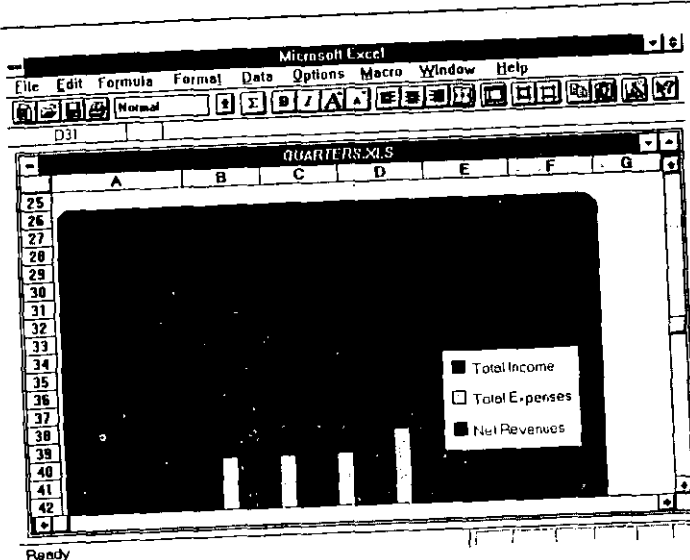 Microsoft Excel
File Edit Formula Format Data Options Macro Window Help
Normal Σ B I A A
D31
QUARTERS.XLS
A B C D E F G
25
26
27
28
29
30
31
32
33
34
Total Income
35
36
Total Expenses
37
38
Net Revenues
39
40
41
42
Ready